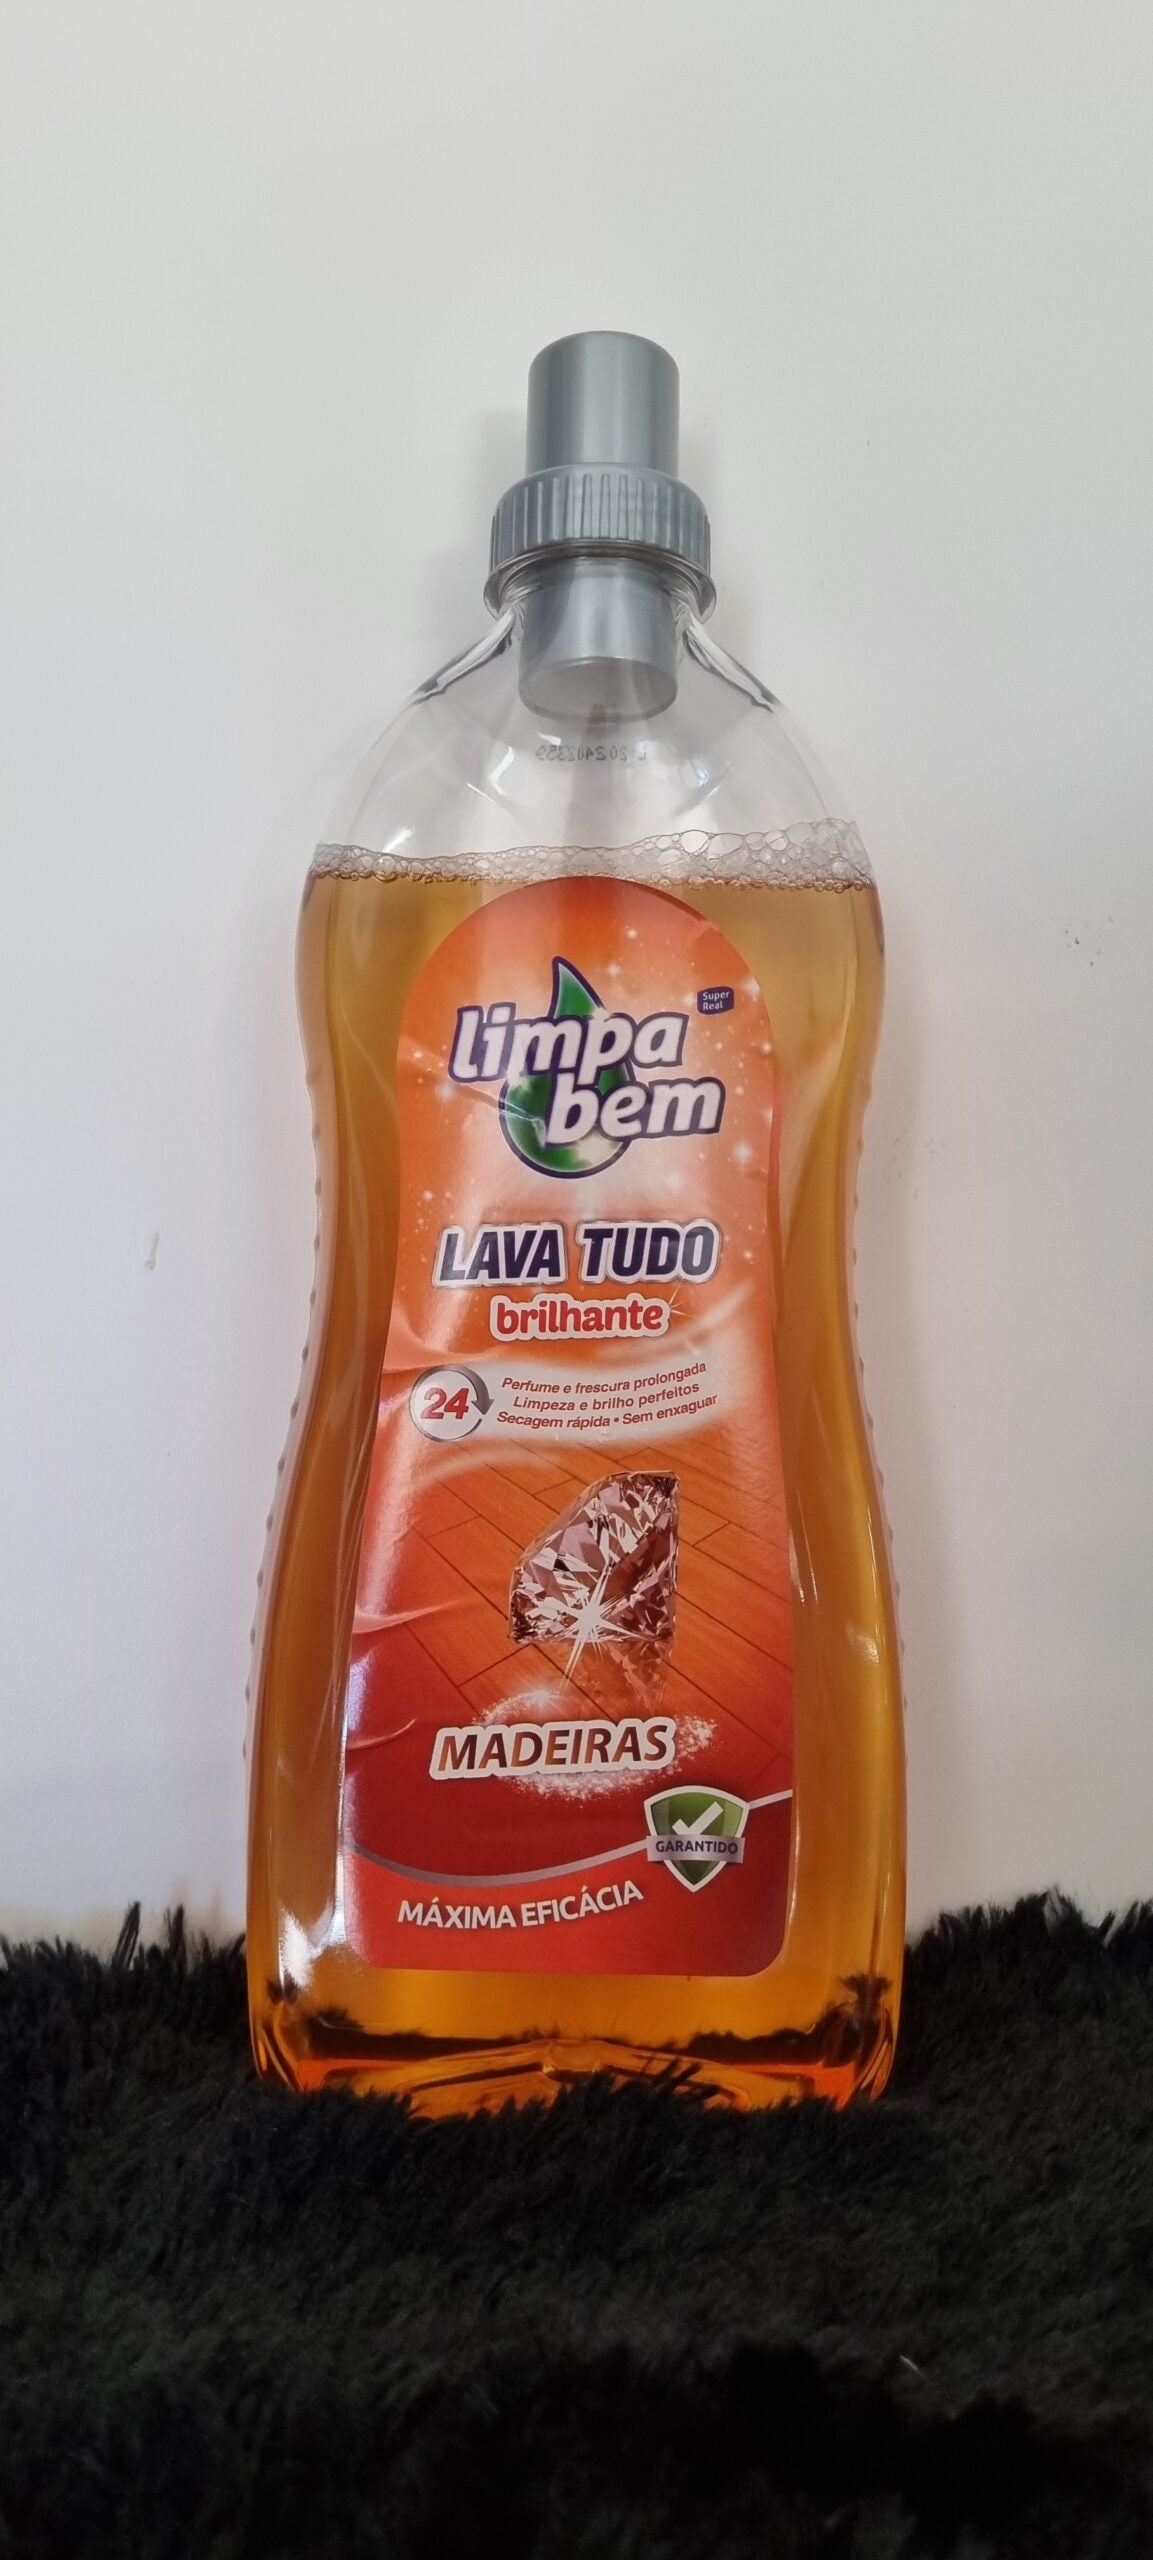 L-202402359
limpa
bem
Super
Real
LAVA TUDO
brilhante
24
Perfume e frescura prolongada
Limpeza e brilho perfeitos
Secagem rápida • Sem enxaguar
MADEIRAS
GARANTIDO
MÁXIMA EFICÁCIA